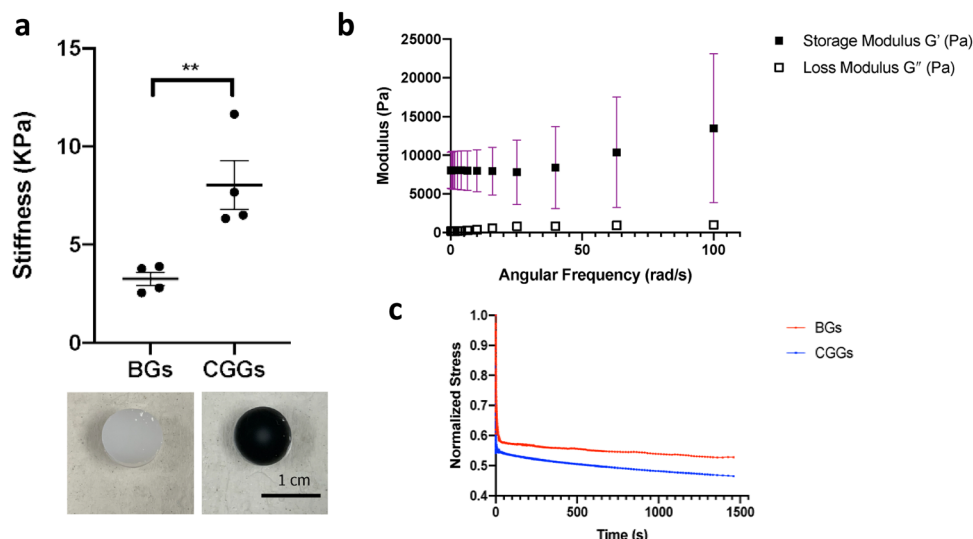 a
15
10
5
0
Stiffness (KPa)
**
BGs
CGGs
1 cm
b
25000
20000
15000
10000
5000
0
Modulus (Pa)
0
50
100
Angular Frequency (rad/s)
Storage Modulus G' (Pa)
Loss Modulus G″ (Pa)
c
1.0
0.9
0.8
0.7
0.6
0.5
0.4
Normalized Stress
0
500
1000
1500
Time (s)
BGs
CGGs